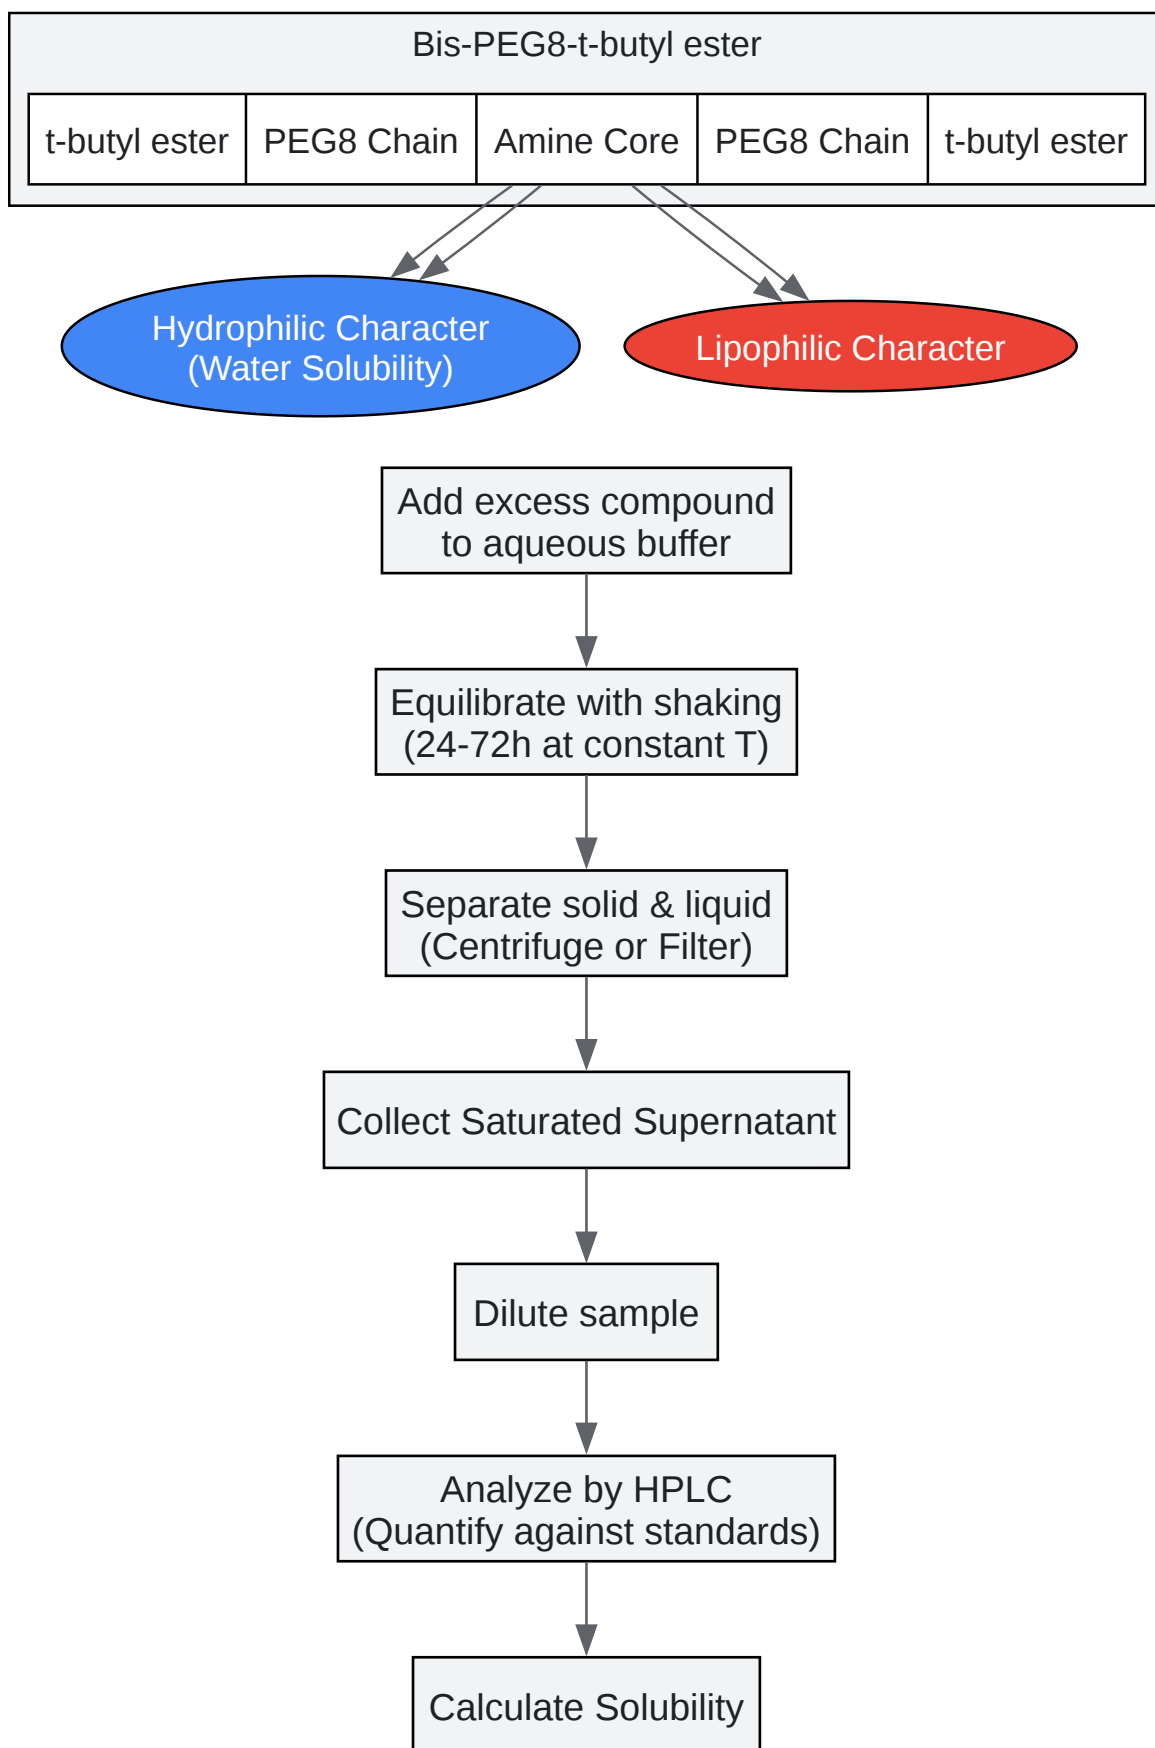 Bis-PEG8-t-butyl ester
t-butyl ester
PEG8 Chain
Amine Core
PEG8 Chain
t-butyl ester
Hydrophilic Character
(Water Solubility)
Lipophilic Character
Add excess compound
to aqueous buffer
Equilibrate with shaking
(24-72h at constant T)
Separate solid & liquid
(Centrifuge or Filter)
Collect Saturated Supernatant
Dilute sample
Analyze by HPLC
(Quantify against standards)
Calculate Solubility